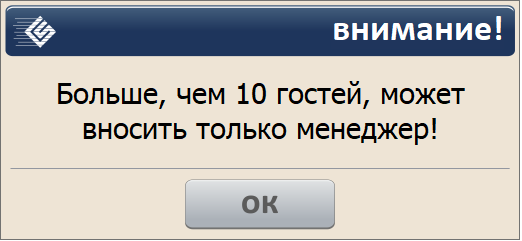 внимание!
Больше, чем 10 гостей, может
вносить только менеджер!
ОК